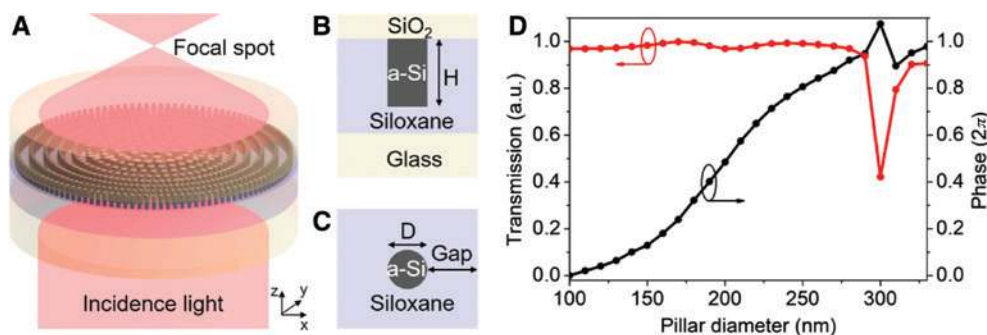 A
Focal spot
Incidence light
z
y
x
B
SiO2
a-Si
H
Siloxane
Glass
C
D
a-Si
Gap
Siloxane
D
Transmission (a.u.)
1.0
0.8
0.6
0.4
0.2
0.0
1.0
0.8
0.6
0.4
0.2
0.0
Phase (2π)
100 150 200 250 300
Pillar diameter (nm)